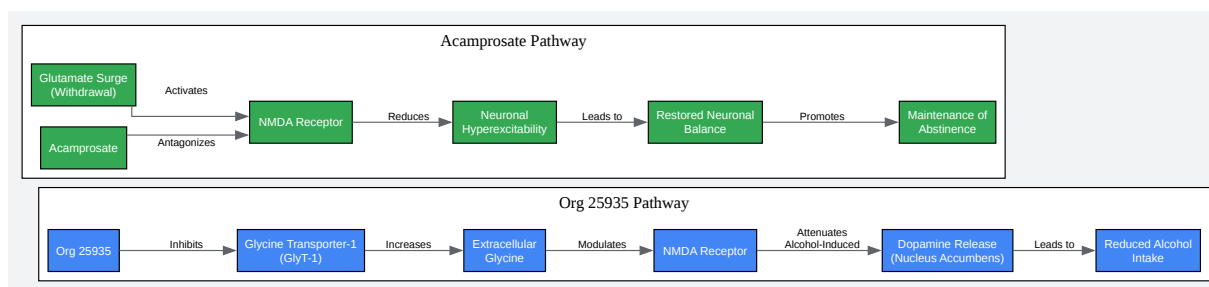 Acamprosate Pathway
Glutamate Surge
(Withdrawal)
Activates
Acamprosate
Antagonizes
NMDA Receptor
Reduces
Neuronal
Hyperexcitability
Leads to
Restored Neuronal
Balance
Promotes
Maintenance of
Abstinence
Org 25935 Pathway
Org 25935
Inhibits
Glycine Transporter-1
(GlyT-1)
Increases
Extracellular
Glycine
Modulates
NMDA Receptor
Attenuates
Alcohol-Induced
Dopamine Release
(Nucleus Accumbens)
Leads to
Reduced Alcohol
Intake